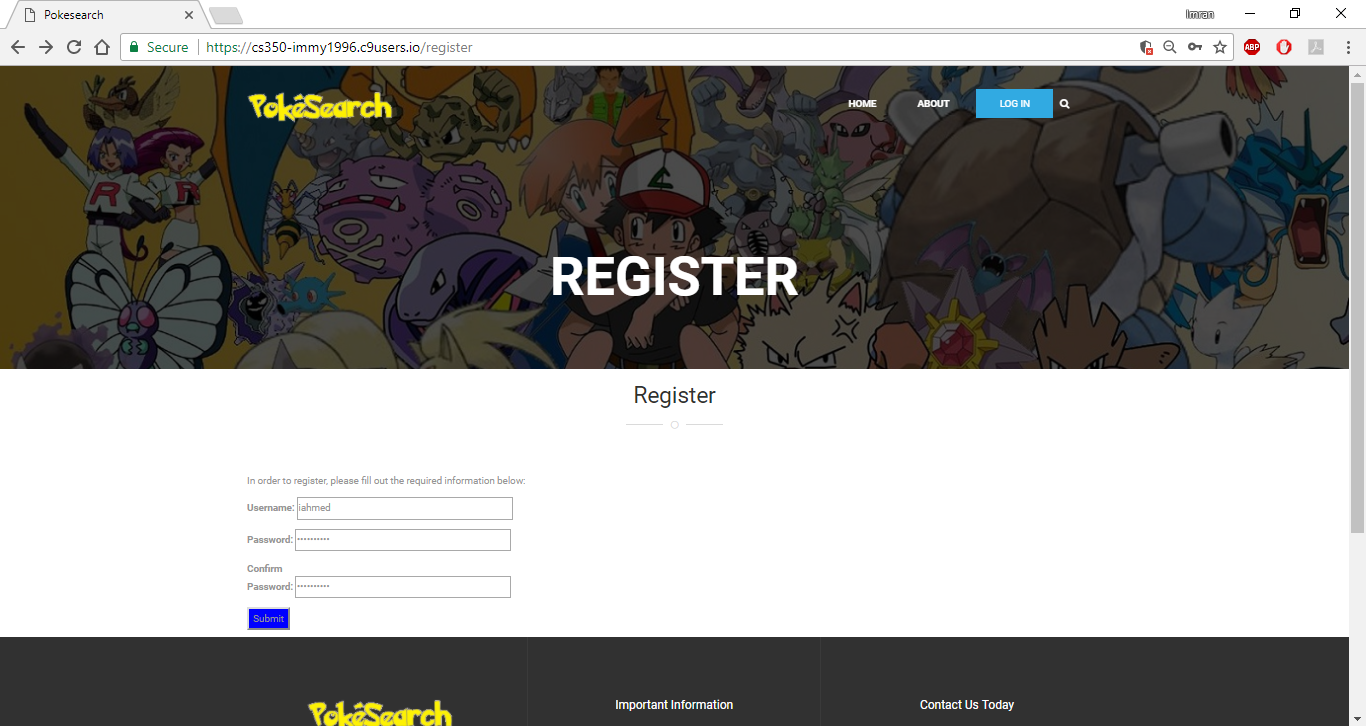 Pokesearch
Imran
Secure https://cs350-immy1996.c9users.io/register
ABP
PokéSearch
HOME ABOUT LOG IN
R R
REGISTER
Register
In order to register, please fill out the required information below:
Username: iahmed
Password: ••••••••••
Confirm
Password: ••••••••••
Submit
PokéSearch
Important Information
Contact Us Today